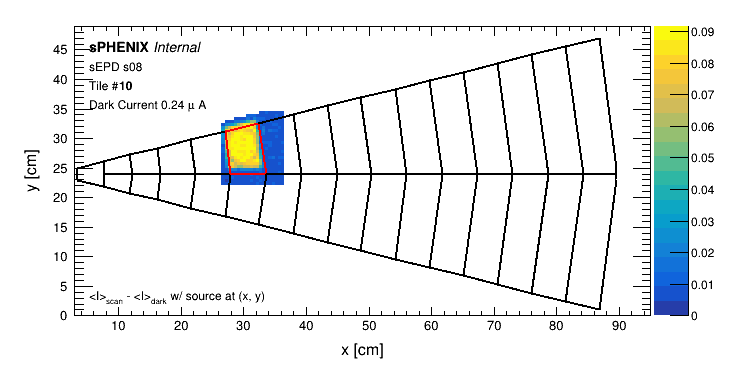 sPHENIX Internal
sEPD s08
Tile #10
Dark Current 0.24 μ A
<I>scan - <I>dark w/ source at (x, y)
y [cm]
45
40
35
30
25
20
15
10
5
0
10 20 30 40 50 60 70 80 90
x [cm]
0.09
0.08
0.07
0.06
0.05
0.04
0.03
0.02
0.01
0